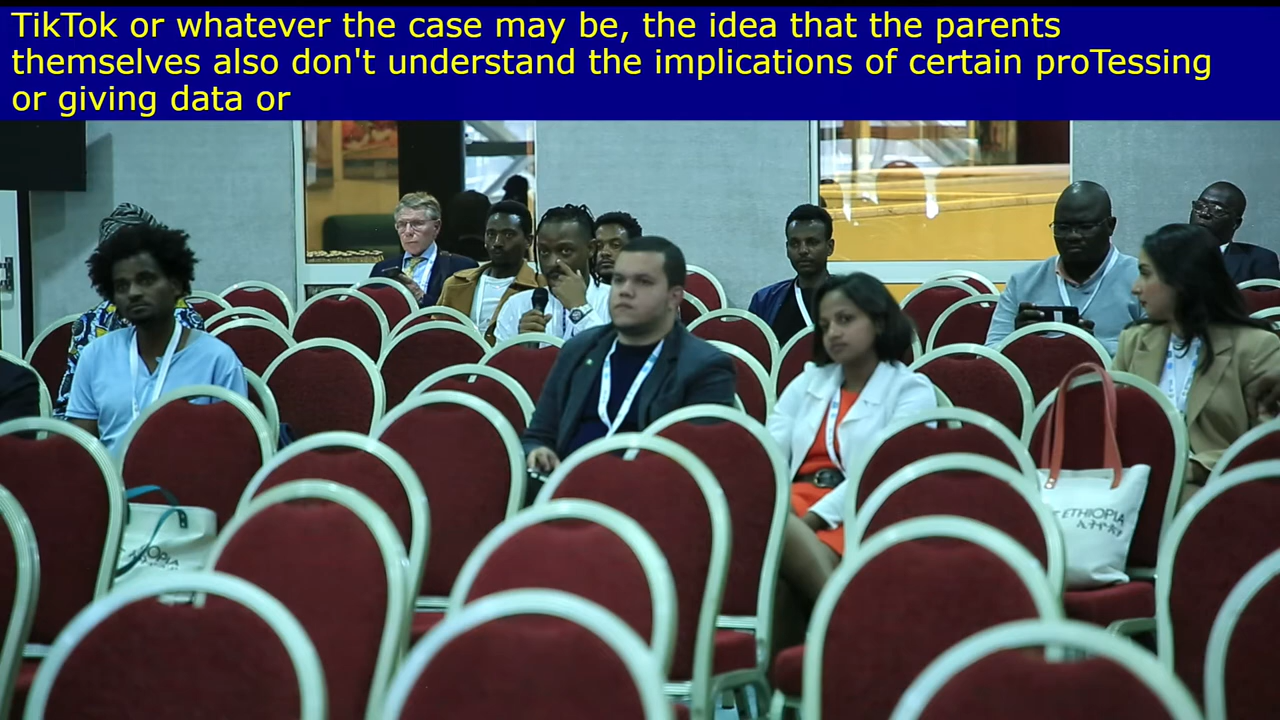 TikTok or whatever the case may be, the idea that the parents
themselves also don't understand the implications of certain proTessing
or giving data or
ETHIOPIA
ኢትዮጵያ